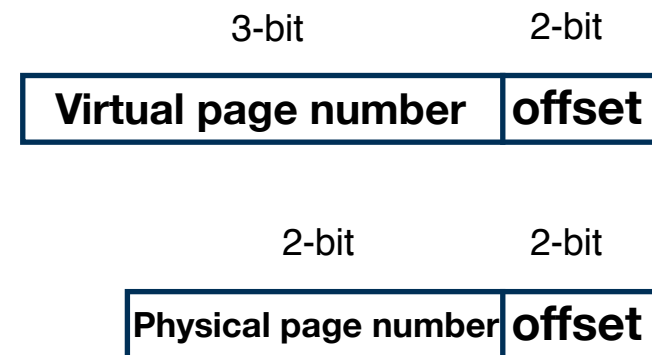 3-bit 2-bit
Virtual page number offset
2-bit 2-bit
Physical page number offset